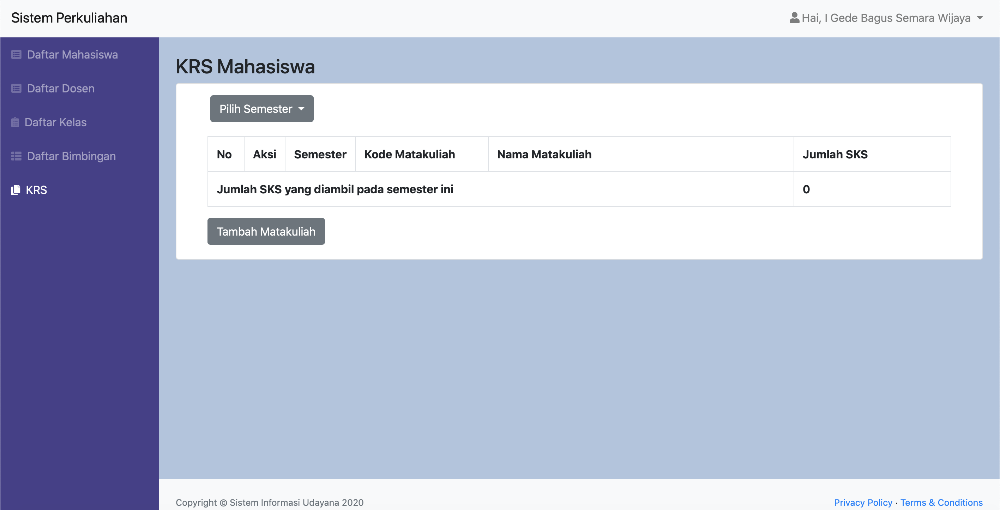 Sistem Perkuliahan
Hai, I Gede Bagus Semara Wijaya
Daftar Mahasiswa
Daftar Dosen
Daftar Kelas
Daftar Bimbingan
KRS
KRS Mahasiswa
Pilih Semester
No Aksi Semester Kode Matakuliah Nama Matakuliah Jumlah SKS
Jumlah SKS yang diambil pada semester ini 0
Tambah Matakuliah
Copyright © Sistem Informasi Udayana 2020
Privacy Policy · Terms & Conditions